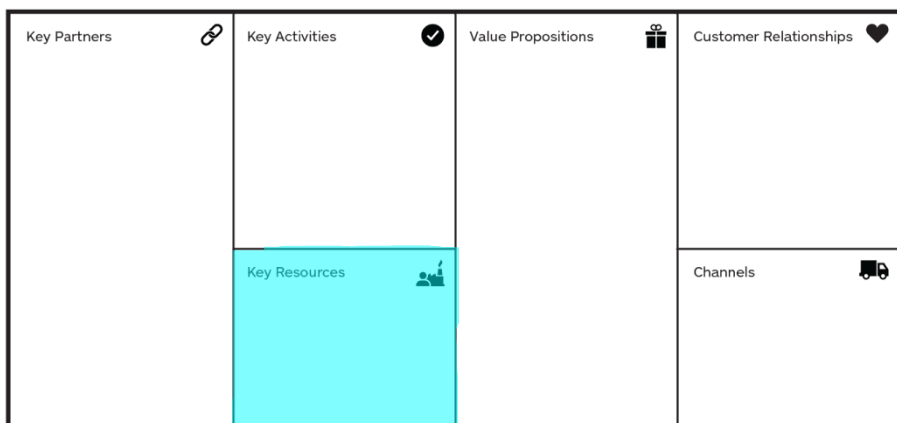 Key Partners
Key Activities
Value Propositions
Customer Relationships
Key Resources
Channels